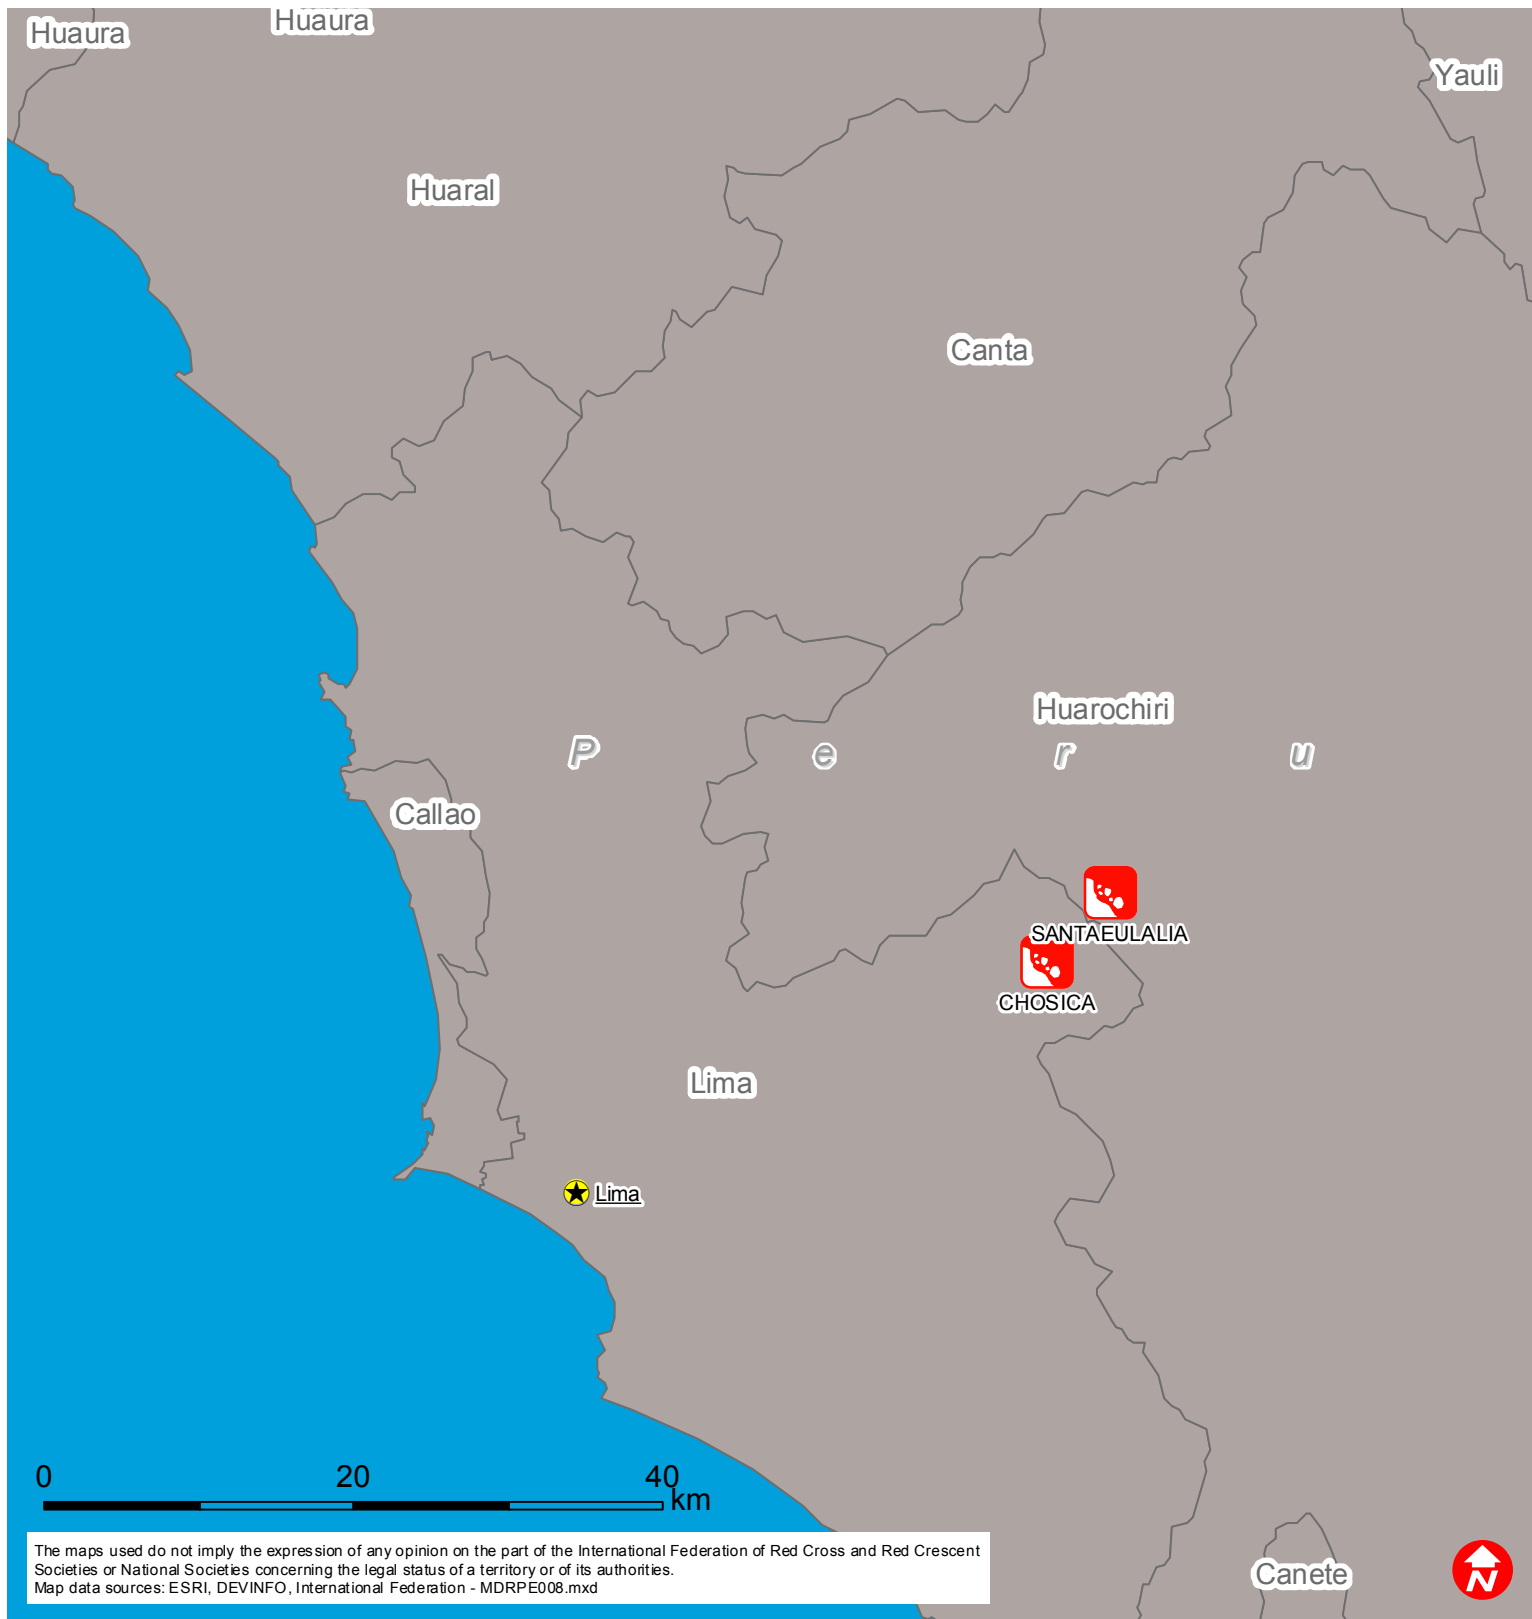 Huaura
Huaura
Yauli
Huaral
Canta
Huarochiri
P e r u
Callao
SANTAEULALIA
CHOSICA
Lima
Lima
0 20 40
km
The maps used do not imply the expression of any opinion on the part of the International Federation of Red Cross and Red Crescent
Societies or National Societies concerning the legal status of a territory or of its authorities.
Map data sources: ESRI, DEVINFO, International Federation - MDRPE008.mxd
Canete
N